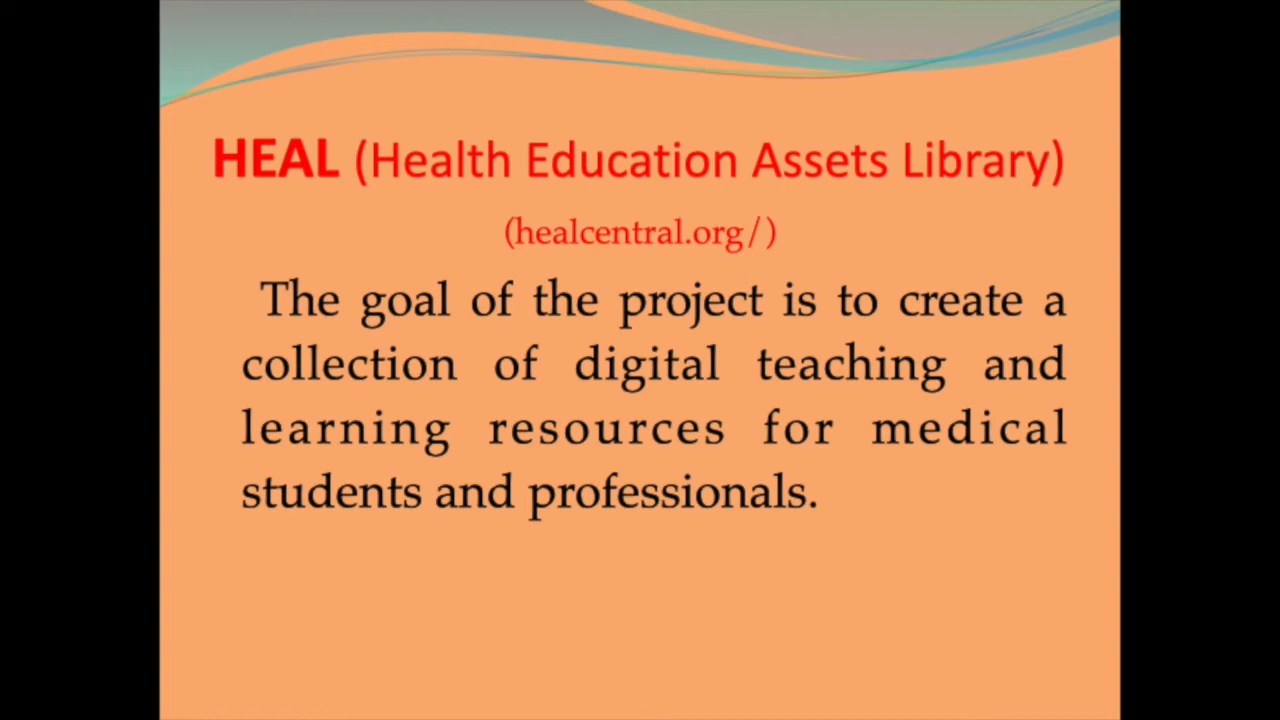 HEAL (Health Education Assets Library)
(healcentral.org/)
The goal of the project is to create a
collection of digital teaching and
learning resources for medical
students and professionals.